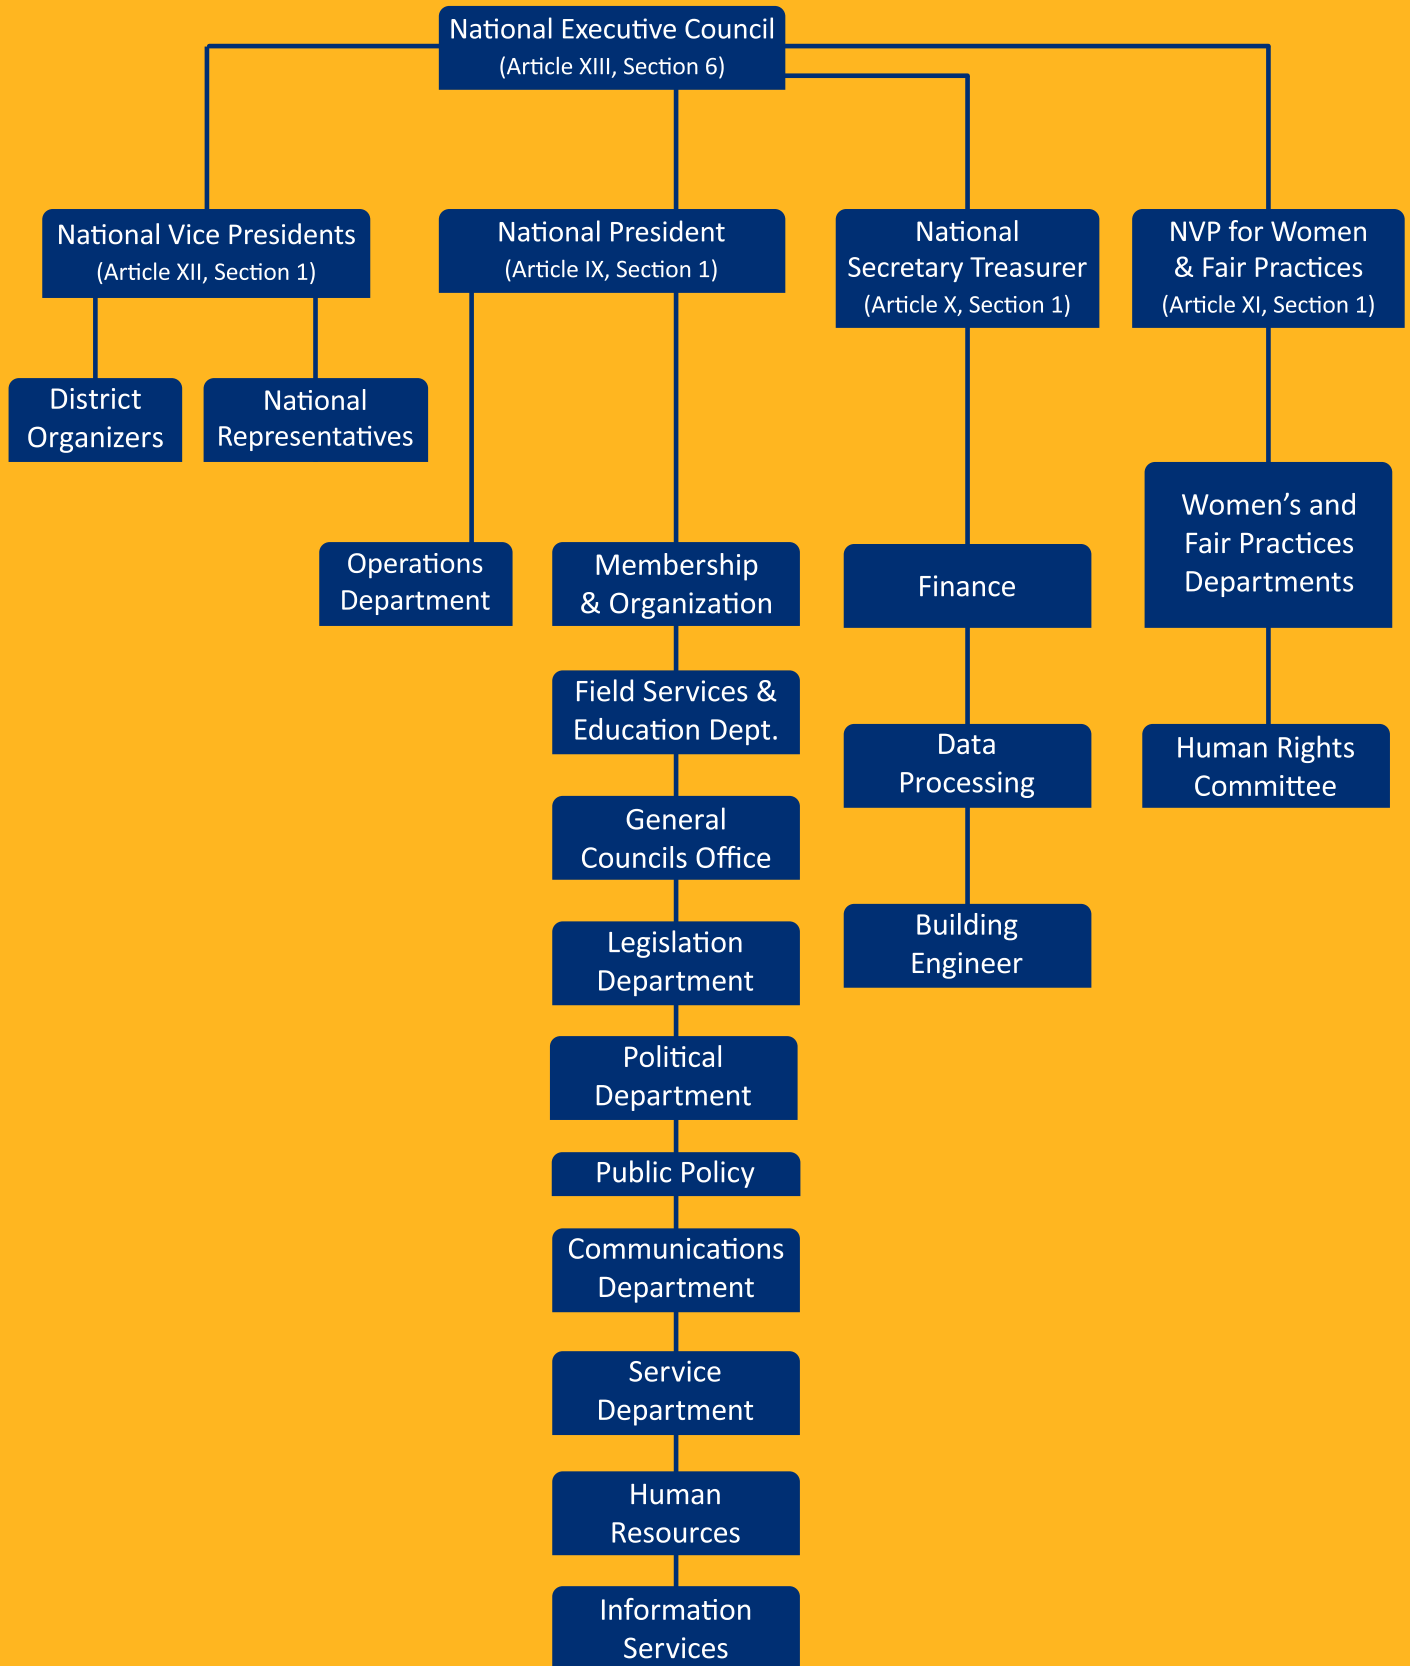 National Executive Council
(Article XIII, Section 6)
National Vice Presidents
(Article XII, Section 1)
National President
(Article IX, Section 1)
National
Secretary Treasurer
(Article X, Section 1)
NVP for Women
& Fair Practices
(Article XI, Section 1)
District
Organizers
National
Representatives
Operations
Department
Membership
& Organization
Finance
Women’s and
Fair Practices
Departments
Field Services &
Education Dept.
Data
Processing
Human Rights
Committee
General
Councils Office
Legislation
Department
Building
Engineer
Political
Department
Public Policy
Communications
Department
Service
Department
Human
Resources
Information
Services